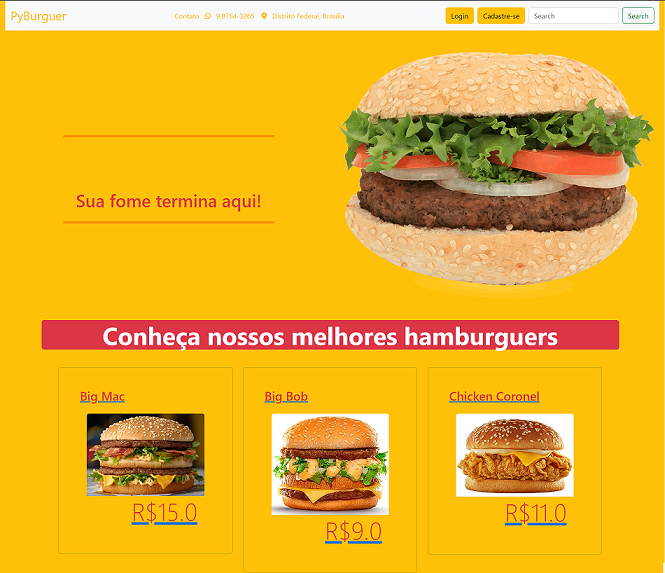 PyBurguer Contato 9.8754-3265 Distrito Federal, Brasília Login Cadastre-se Search Search
Sua fome termina aqui!
Conheça nossos melhores hamburguers
Big Mac Big Bob Chicken Coronel
R$15.0 R$9.0 R$11.0